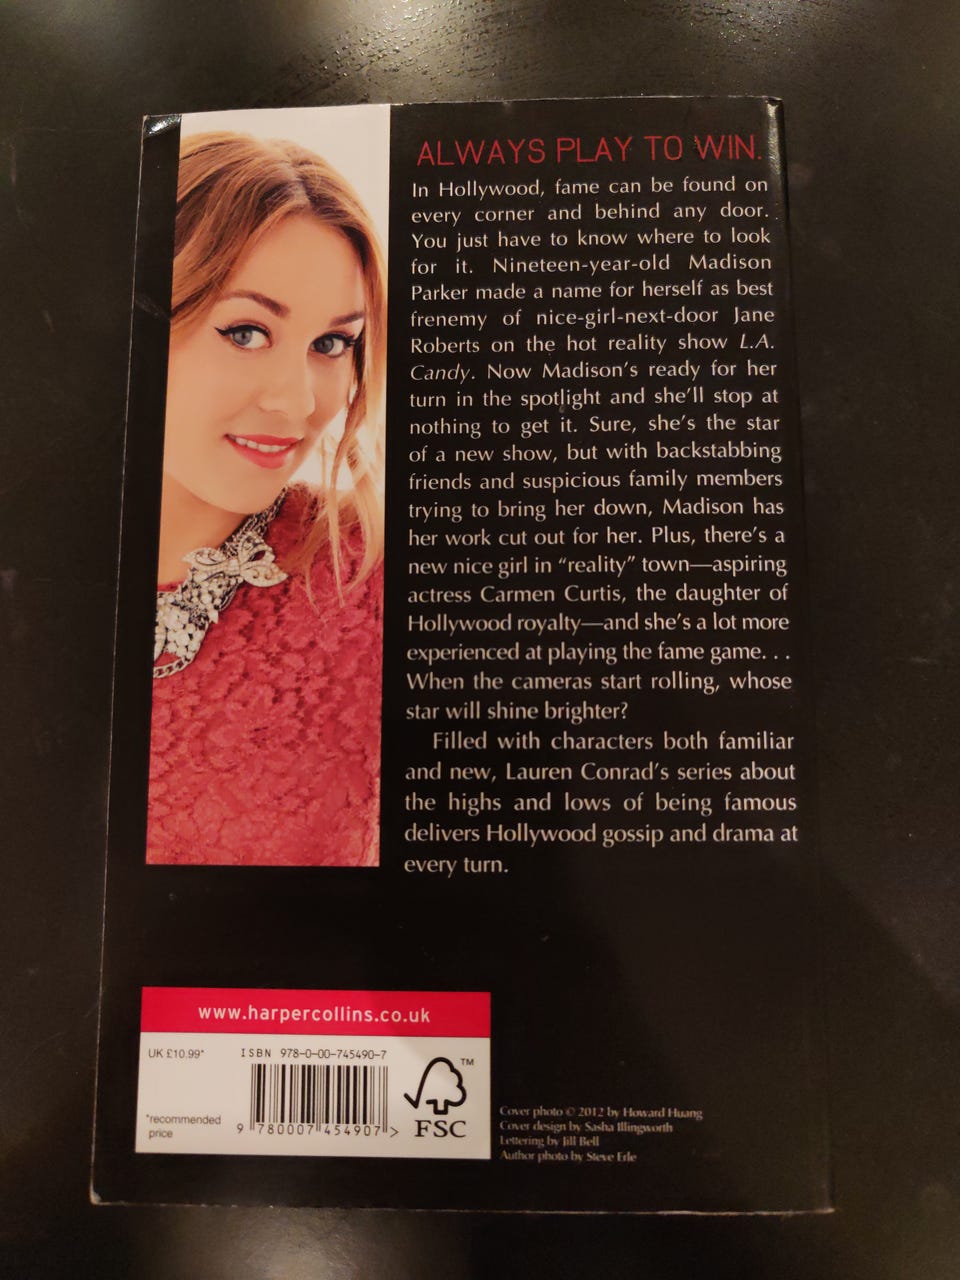 ALWAYS PLAY TO WIN.
In Hollywood, fame can be found on
every corner and behind any door.
You just have to know where to look
for it. Nineteen-year-old Madison
Parker made a name for herself as best
frenemy of nice-girl-next-door Jane
Roberts on the hot reality show L.A.
Candy. Now Madison's ready for her
turn in the spotlight and she'll stop at
nothing to get it. Sure, she's the star
of a new show, but with backstabbing
friends and suspicious family members
trying to bring her down, Madison has
her work cut out for her. Plus, there's a
new nice girl in “reality” town—aspiring
actress Carmen Curtis, the daughter of
Hollywood royalty—and she's a lot more
experienced at playing the fame game. . .
When the cameras start rolling, whose
star will shine brighter?
Filled with characters both familiar
and new, Lauren Conrad's series about
the highs and lows of being famous
delivers Hollywood gossip and drama at
every turn.
www.harpercollins.co.uk
UK £10.99*
ISBN 978-0-00-745490-7
*recommended
price
9 780007 454907 >
TM
FSC
Cover photo © 2012 by Howard Huang
Cover design by Sasha Illingworth
Lettering by Jill Bell
Author photo by Steve Erle